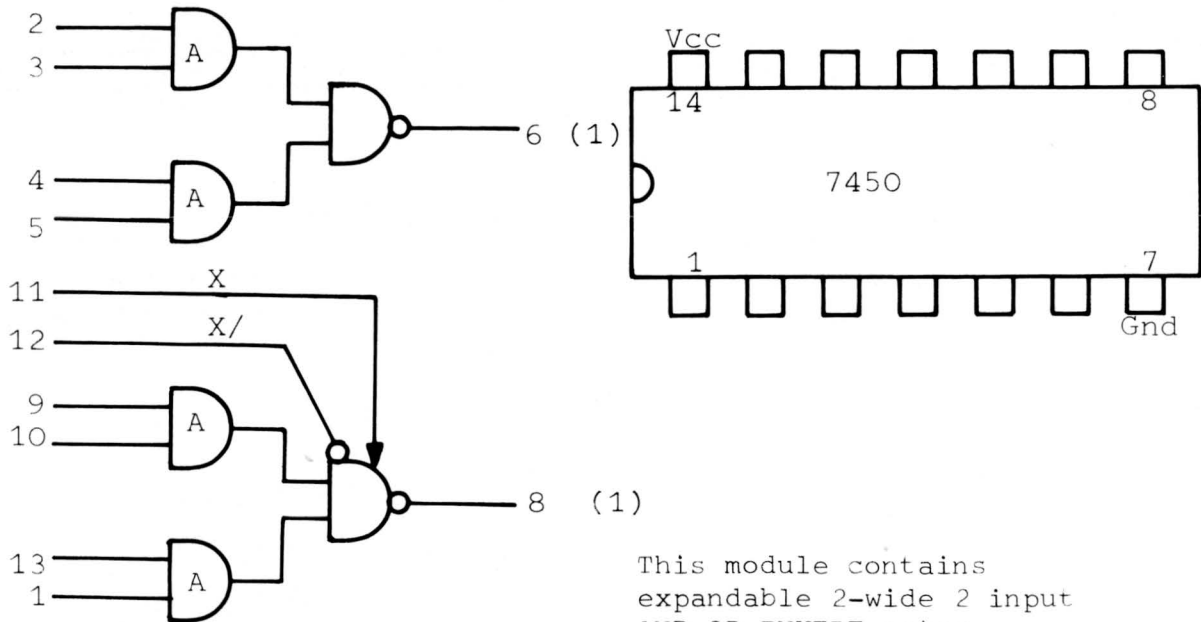 2
3
A
4
5
A
6 (1)
11
X
12
X/
9
10
A
13
1
A
8 (1)
Vcc
14
8
7450
1
7
Gnd
This module contains
expandable 2-wide 2 input